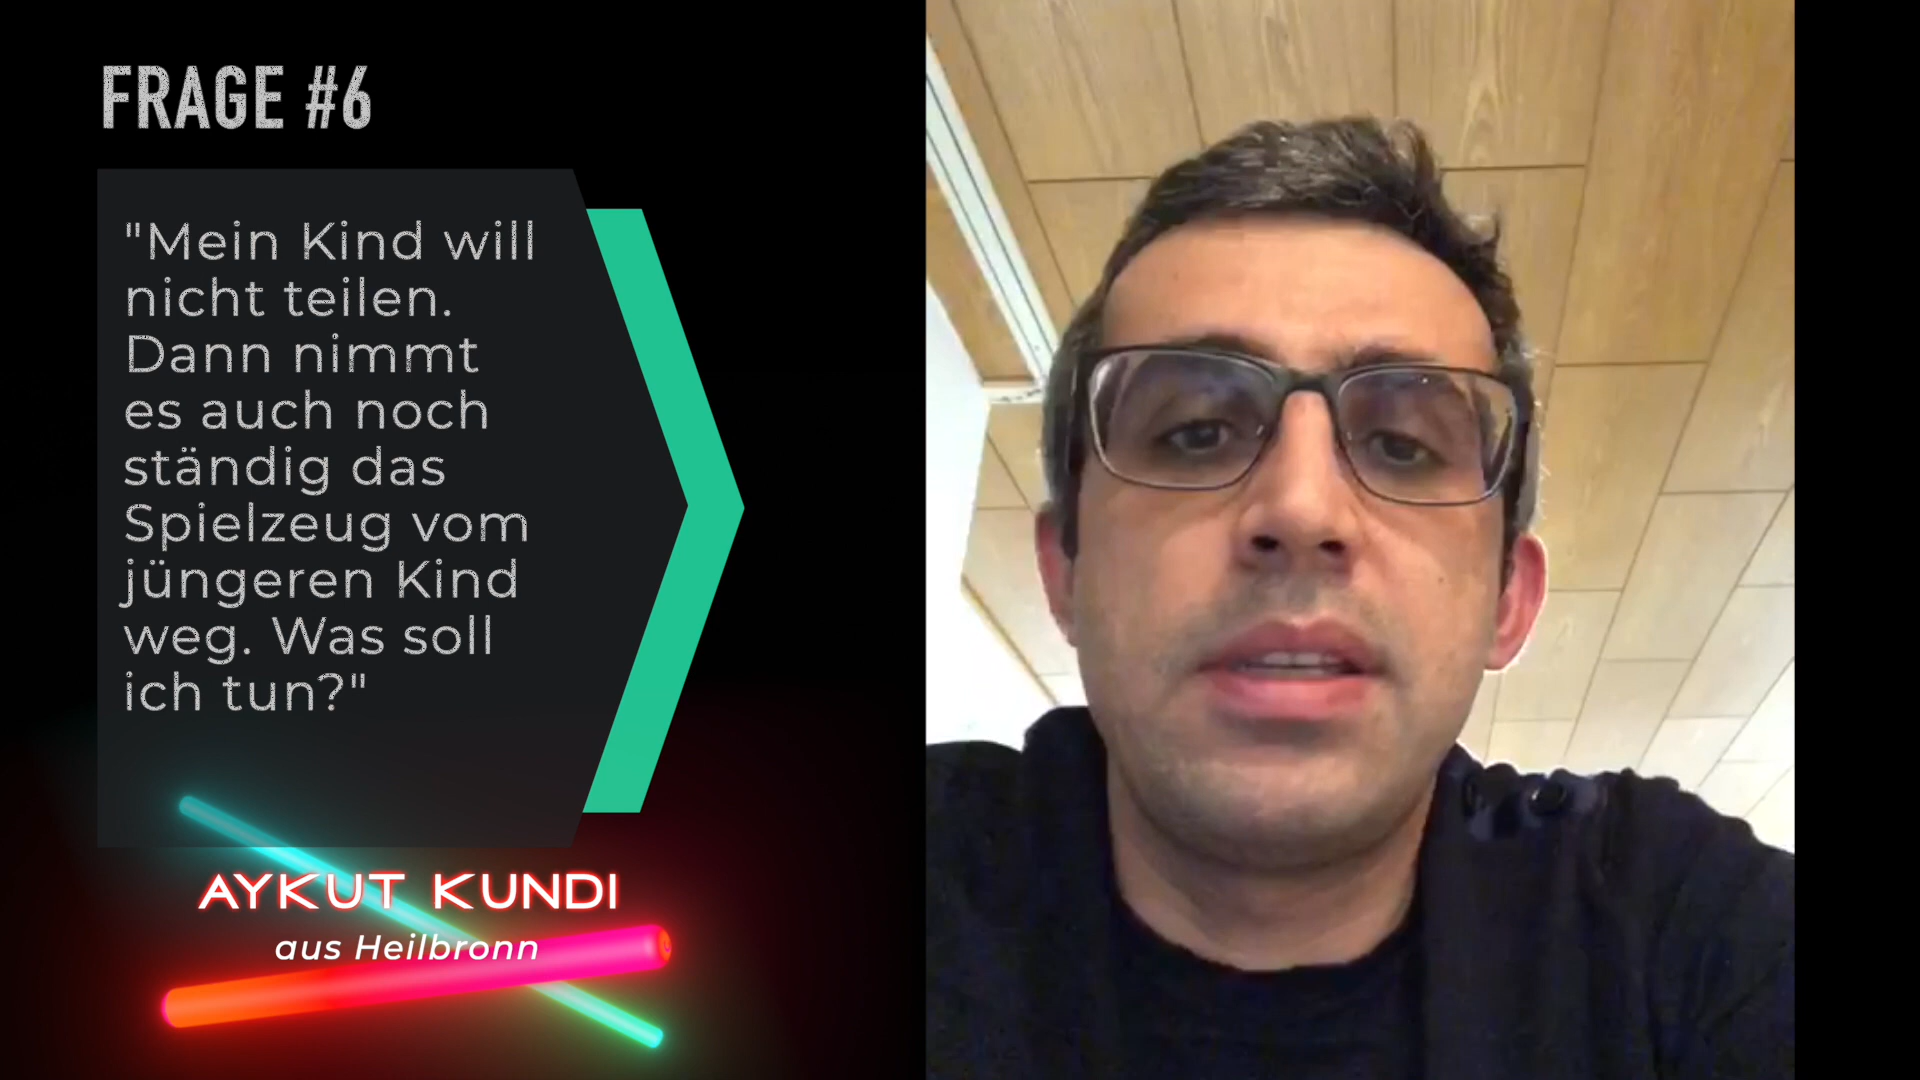 FRAGE #6
"Mein Kind will
nicht teilen.
Dann nimmt
es auch noch
ständig das
Spielzeug vom
jüngeren Kind
weg. Was soll
ich tun?"
AYKUT KUNDI
aus Heilbronn